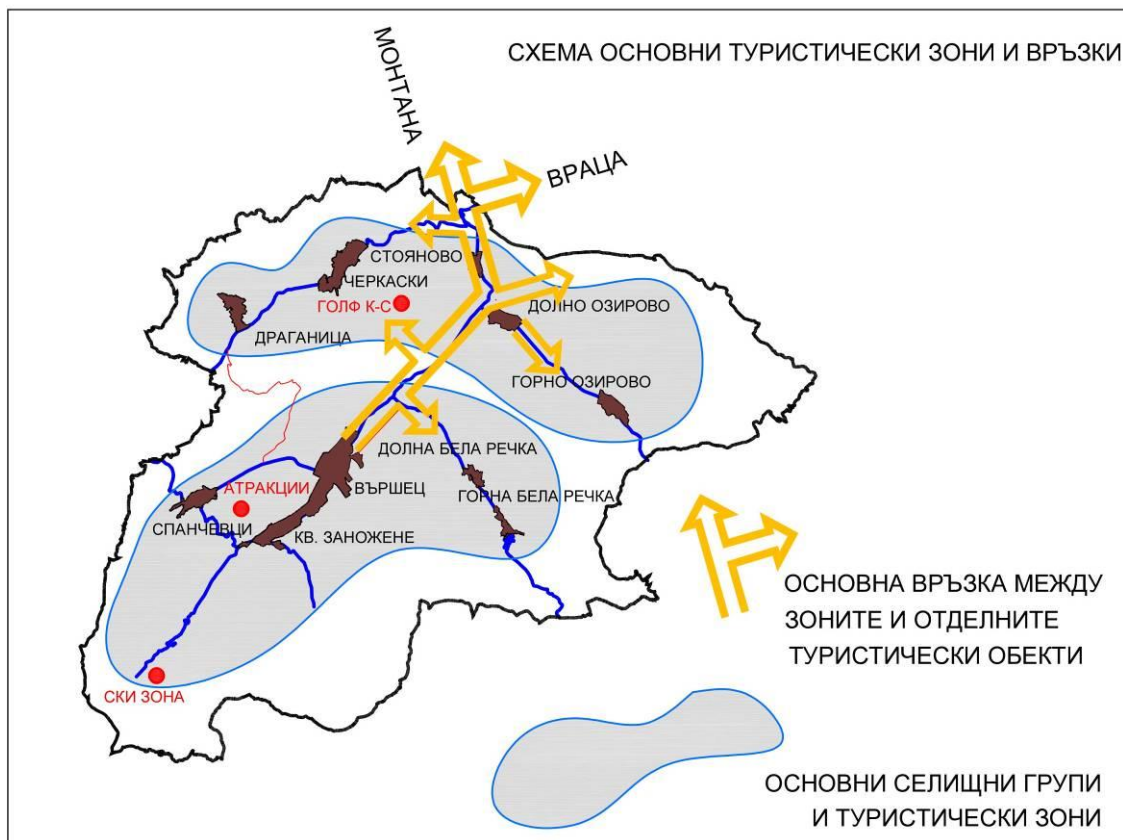 СХЕМА ОСНОВНИ ТУРИСТИЧЕСКИ ЗОНИ И ВРЪЗКИ
МОНТАНА
ВРАЦА
СТОЯНОВО
ЧЕРКАСКИ
ГОЛФ К-С
ДОЛНО ОЗИРОВО
ДРАГАНИЦА
ГОРНО ОЗИРОВО
ДОЛНА БЕЛА РЕЧКА
ВЪРШЕЦ
АТРАКЦИИ
ГОРНА БЕЛА РЕЧКА
СПАНЧЕВЦИ
КВ. ЗАНОЖЕНЕ
СКИ ЗОНА
ОСНОВНА ВРЪЗКА МЕЖДУ
ЗОНИТЕ И ОТДЕЛНИТЕ
ТУРИСТИЧЕСКИ ОБЕКТИ
ОСНОВНИ СЕЛИЩНИ ГРУПИ
И ТУРИСТИЧЕСКИ ЗОНИ